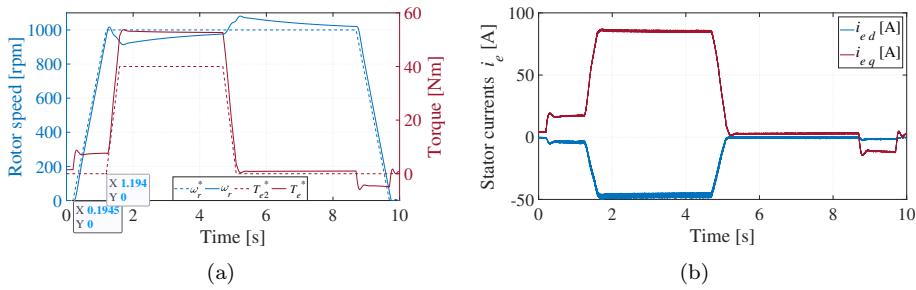 60
1000
800
600
400
200
0
40
20
0
Rotor speed [rpm]
Torque [Nm]
X 1.194
Y 0
X 0.1945
Y 0
ω*r ωr T*e2 T*e
0 2 4 6 8 10
Time [s]
(a)
100
50
0
-50
Stator currents ie [A]
ie d [A]
ie q [A]
0 2 4 6 8 10
Time [s]
(b)